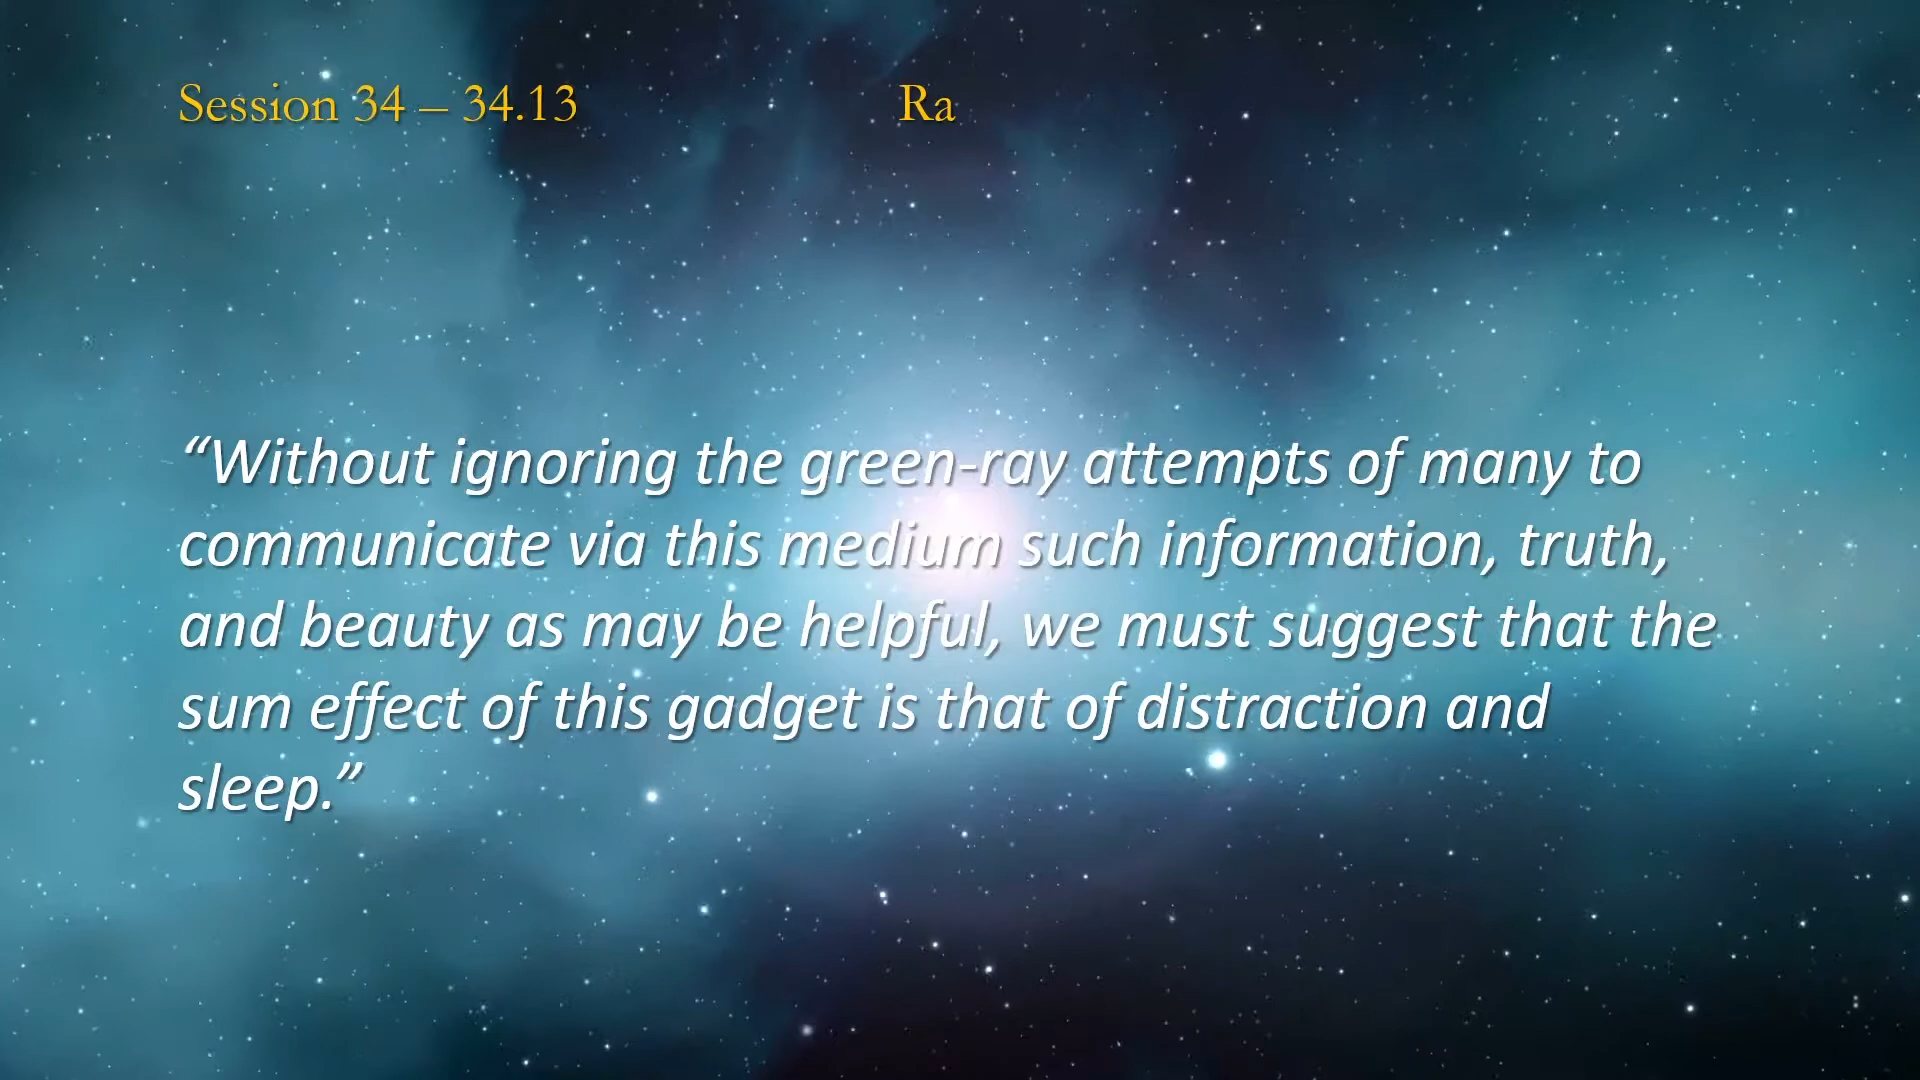 Session 34 – 34.13 Ra
“Without ignoring the green-ray attempts of many to
communicate via this medium such information, truth,
and beauty as may be helpful, we must suggest that the
sum effect of this gadget is that of distraction and
sleep.”